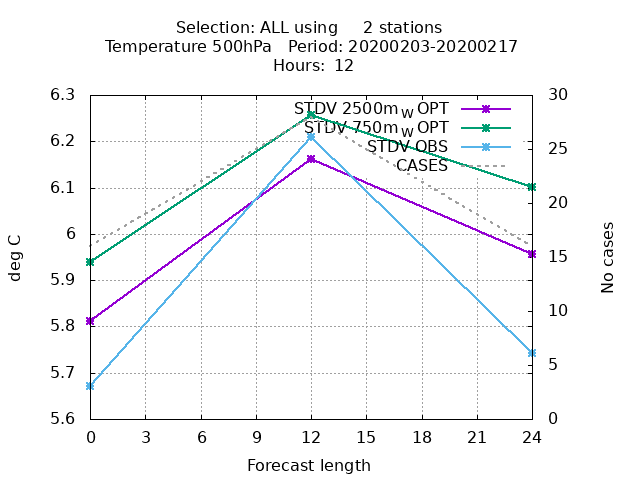 Selection: ALL using 2 stations
Temperature 500hPa Period: 20200203-20200217
Hours: 12
STDV 2500m W OPT
STDV 750m W OPT
STDV OBS
CASES
deg C
6.3
6.2
6.1
6
5.9
5.8
5.7
5.6
30
25
20
15
10
5
0
No cases
0 3 6 9 12 15 18 21 24
Forecast length